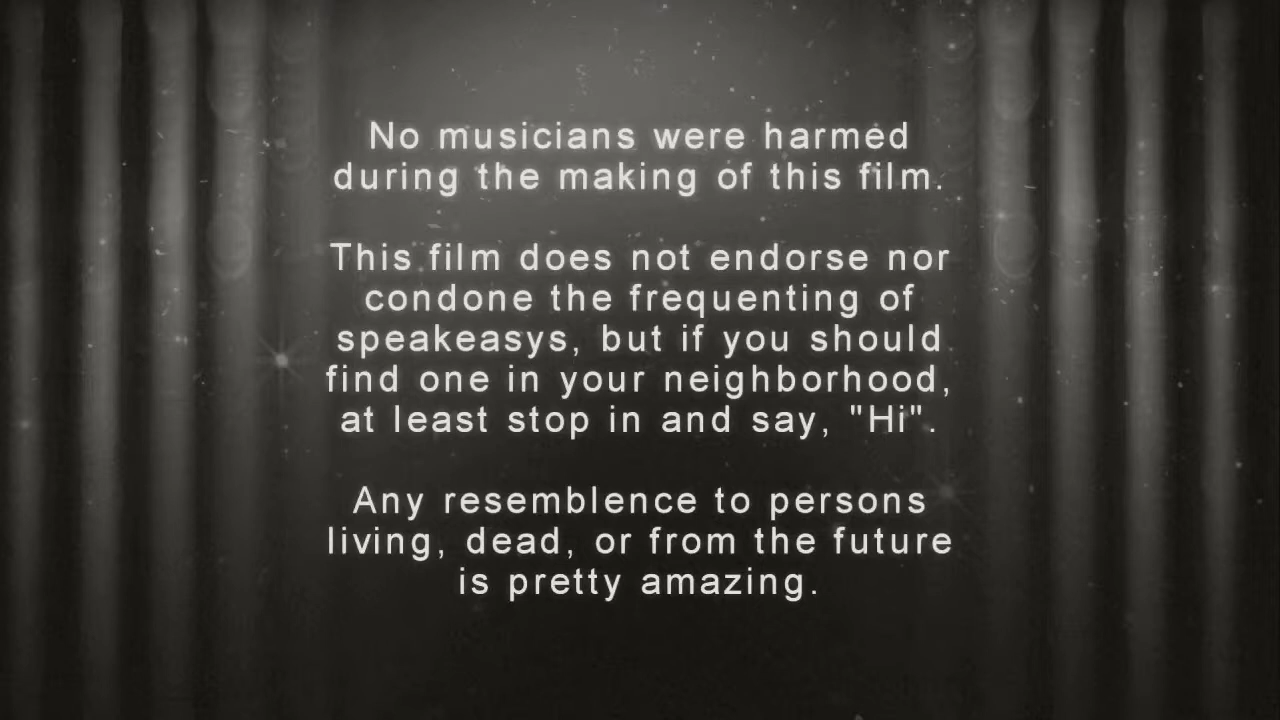 No musicians were harmed
during the making of this film.
This film does not endorse nor
condone the frequenting of
speakeasys, but if you should
find one in your neighborhood,
at least stop in and say, "Hi".
Any resemblence to persons
living, dead, or from the future
is pretty amazing.